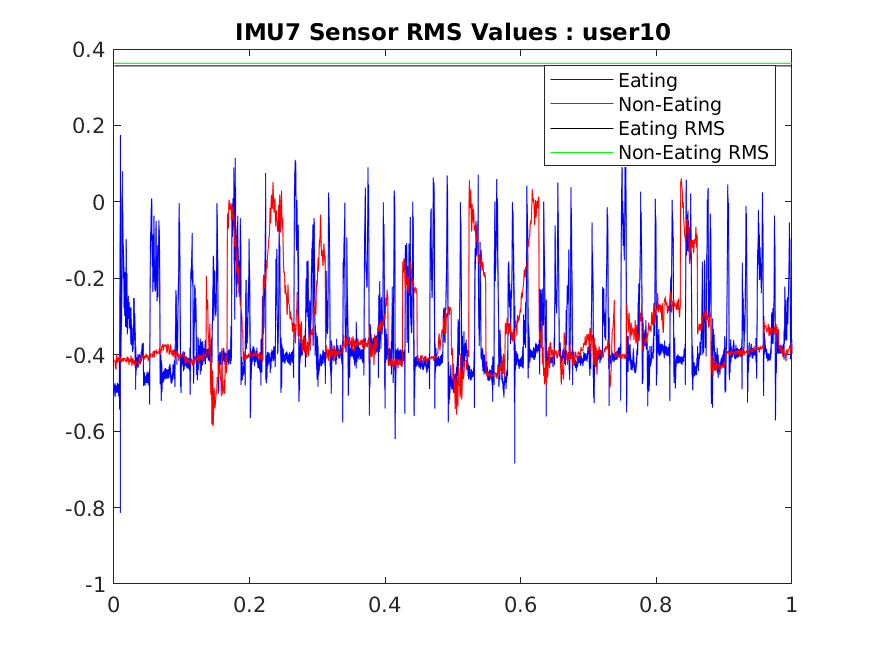 IMU7 Sensor RMS Values : user10
0.4
0.2
0
-0.2
-0.4
-0.6
-0.8
-1
Eating
Non-Eating
Eating RMS
Non-Eating RMS
0 0.2 0.4 0.6 0.8 1